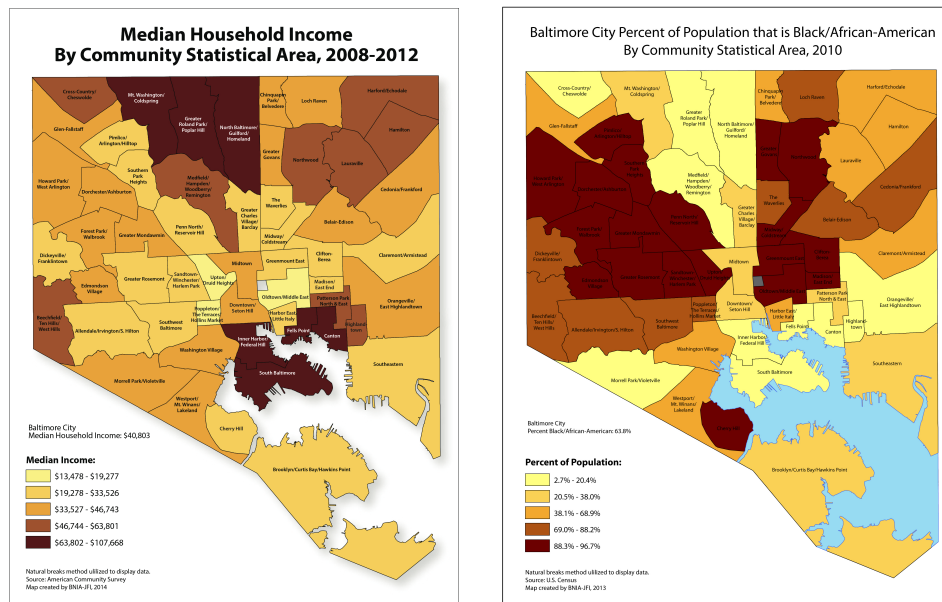 Median Household Income
By Community Statistical Area, 2008-2012
Cross-Country/
Cheswolde
Mt. Washington/
Coldspring
Greater
Roland Park/
Poplar Hill
North Baltimore/
Guilford/
Homeland
Chinquapin
Park/
Belvedere
Loch Raven
Harford/Echodale
Glen-Fallstaff
Pimlico/
Arlington/Hilltop
Greater
Govans
Northwood
Lauraville
Hamilton
Southern
Park
Heights
Howard Park/
West Arlington
Dorchester/Ashburton
Medfield/
Hampden/
Woodberry/
Remington
Cedonia/Frankford
Greater
Charles
Village/
Barclay
The
Waverlies
Belair-Edison
Forest Park/
Walbrook
Greater Mondawmin
Penn North/
Reservoir Hill
Midway/
Coldstream
Dickeyville/
Franklintown
Clifton-
Berea
Claremont/Armistead
Midtown
Greenmount East
Edmondson
Village
Greater Rosemont
Sandtown-
Winchester/
Harlem Park
Upton/
Druid Heights
Madison/
East End
Oldtown/Middle East
Patterson Park
North & East
Orangeville/
East Highlandtown
Beechfield/
Ten Hills/
West Hills
Allendale/Irvington/S. Hilton
Southwest
Baltimore
Poppleton/
The Terraces/
Hollins Market
Downtown/
Seton Hill
Harbor East/
Little Italy
Fells Point
Canton
Highland-
town
Inner Harbor/
Federal Hill
Washington Village
South Baltimore
Southeastern
Morrell Park/Violetville
Westport/
Mt. Winans/
Lakeland
Cherry Hill
Brooklyn/Curtis Bay/Hawkins Point
Baltimore City
Median Household Income: $40,803
Median Income:
$13,478 - $19,277
$19,278 - $33,526
$33,527 - $46,743
$46,744 - $63,801
$63,802 - $107,668
Natural breaks method ulilized to display data.
Source: American Community Survey
Map created by BNIA-JFI, 2014
Baltimore City Percent of Population that is Black/African-American
By Community Statistical Area, 2010
Cross-Country/
Cheswolde
Mt. Washington/
Coldspring
Greater
Roland Park/
Poplar Hill
North Baltimore/
Guilford/
Homeland
Chinquapin
Park/
Belvedere
Loch Raven
Harford/Echodale
Glen-Fallstaff
Hamilton
Lauraville
Medfield/
Hampden/
Woodberry/
Remington
Cedonia/Frankford
Greater
Charles
Village/
Barclay
The
Waverlies
Belair-Edison
Dickeyville/
Franklintown
Claremont/Armistead
Midtown
Patterson Park
North & East
Orangeville/
East Highlandtown
Beechfield/
Ten Hills/
West Hills
Allendale/Irvington/S. Hilton
Southwest
Baltimore
Poppleton/
The Terraces/
Hollins Market
Downtown/
Seton Hill
Harbor East/
Little Italy
Fells Point
Canton
Highland-
town
Inner Harbor/
Federal Hill
Washington Village
South Baltimore
Southeastern
Morrell Park/Violetville
Westport/
Mt. Winans/
Lakeland
Cherry Hill
Brooklyn/Curtis Bay/Hawkins Point
Baltimore City
Percent Black/African-American: 63.8%
Percent of Population:
2.7% - 20.4%
20.5% - 38.0%
38.1% - 68.9%
69.0% - 88.2%
88.3% - 96.7%
Natural breaks method ulilized to display data.
Source: U.S. Census
Map created by BNIA-JFI, 2013